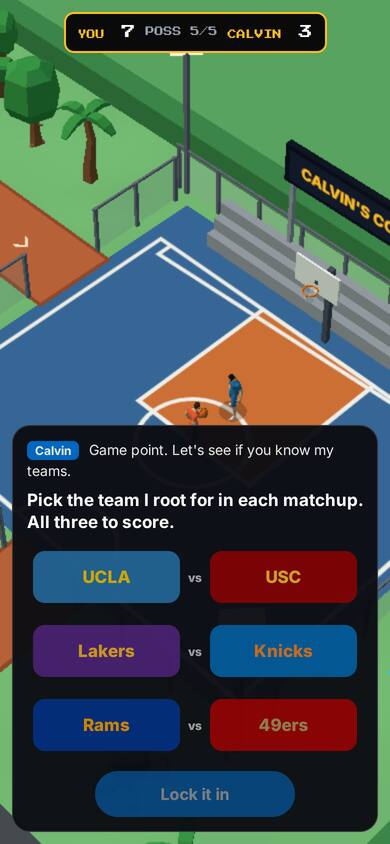 YOU 7 POSS 5/5 CALVIN 3
CALVIN'S
Calvin Game point. Let's see if you know my
teams.
Pick the team I root for in each matchup.
All three to score.
UCLA vs USC
Lakers vs Knicks
Rams vs 49ers
Lock it in